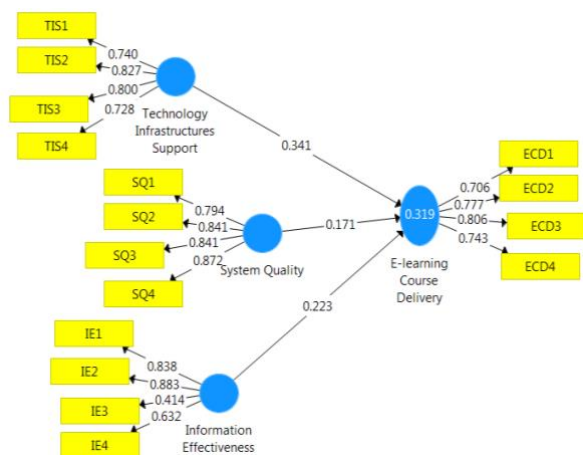 TIS1
TIS2
TIS3
TIS4
0.740
0.827
0.800
0.728
Technology
Infrastructures
Support
0.341
SQ1
SQ2
SQ3
SQ4
0.794
0.841
0.841
0.872
System Quality
0.171
IE1
IE2
IE3
IE4
0.838
0.883
0.414
0.632
Information
Effectiveness
0.223
0.319
E-learning
Course
Delivery
0.706
0.777
0.806
0.743
ECD1
ECD2
ECD3
ECD4